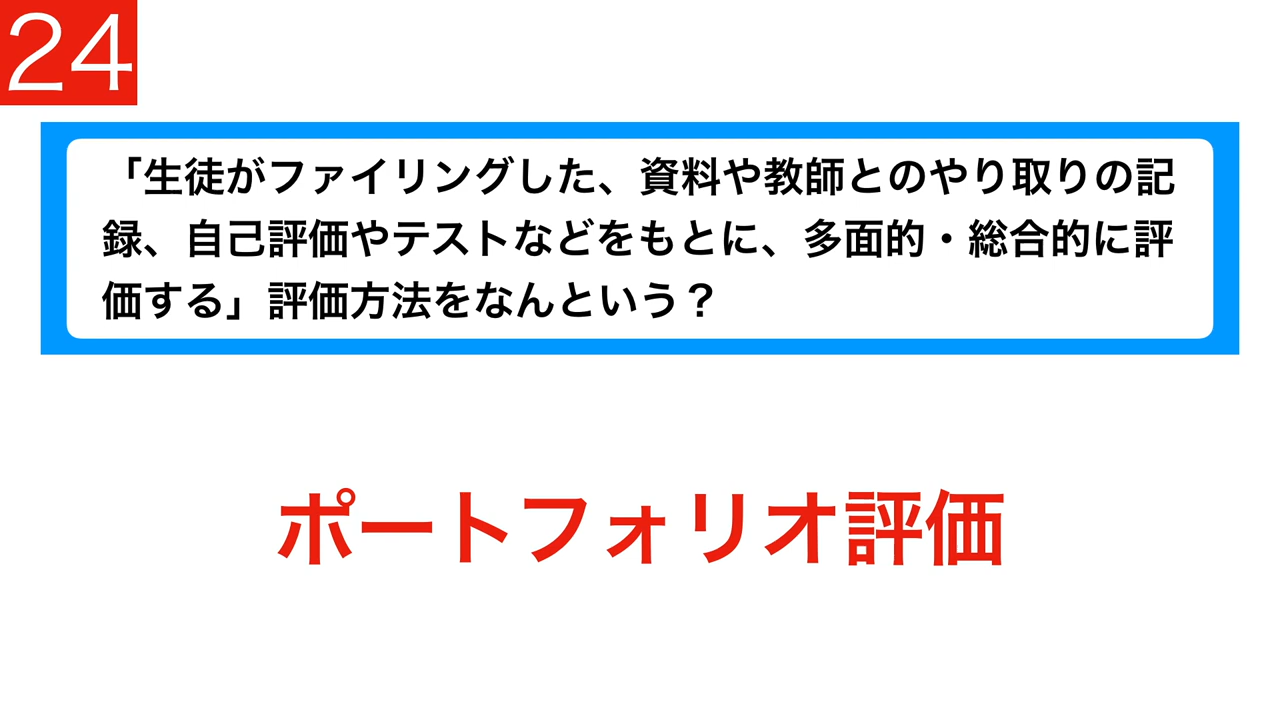 24
「生徒がファイリングした、資料や教師とのやり取りの記
録、自己評価やテストなどをもとに、多面的・総合的に評
価する」評価方法をなんという？
ポートフォリオ評価